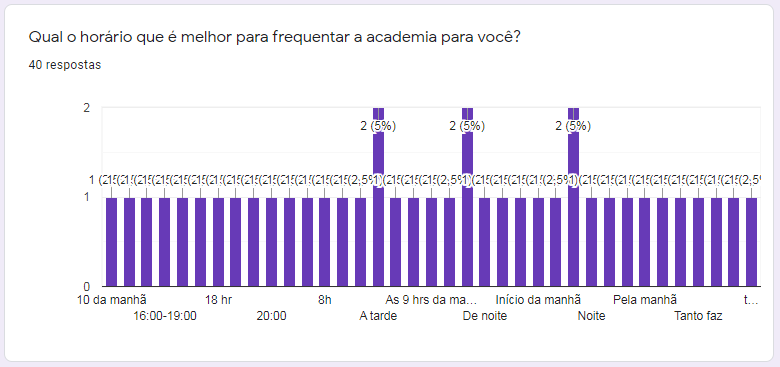 Qual o horário que é melhor para frequentar a academia para você?
40 respostas
2
2 (5%) 2 (5%) 2 (5%)
1
1
0
10 da manhã 18 hr 8h As 9 hrs da ma… Início da manhã Pela manhã t…
16:00-19:00 20:00 A tarde De noite Noite Tanto faz